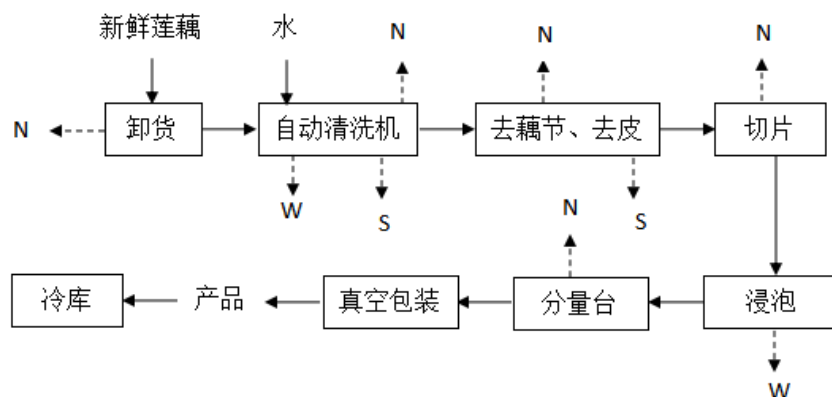 新鲜莲藕 水 N N N
N 卸货 自动清洗机 去藕节、去皮 切片
W S N S
冷库 产品 真空包装 分量台 浸泡
W